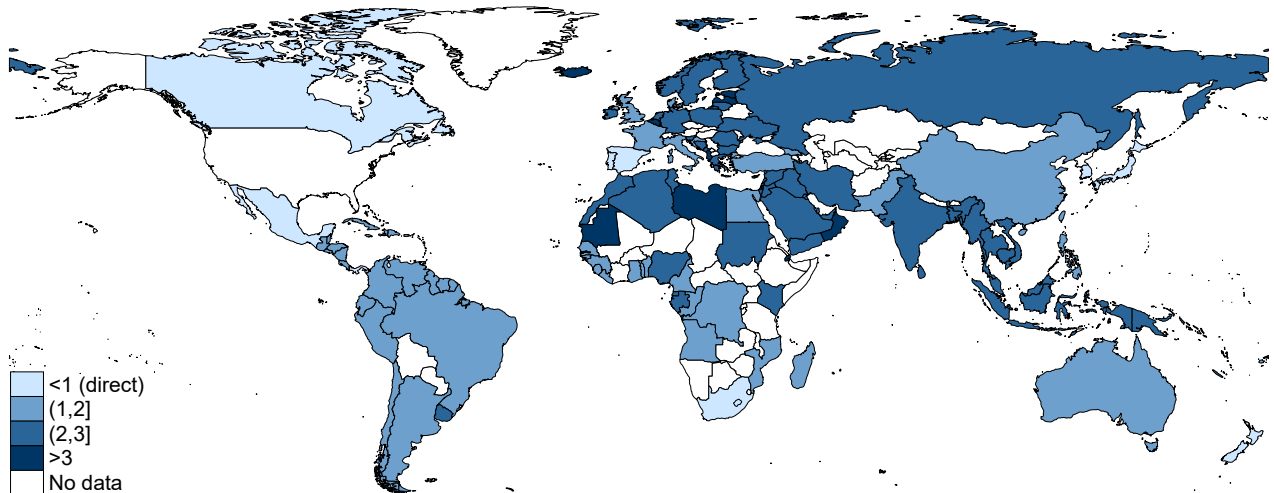 <1 (direct)
(1,2]
(2,3]
>3
No data